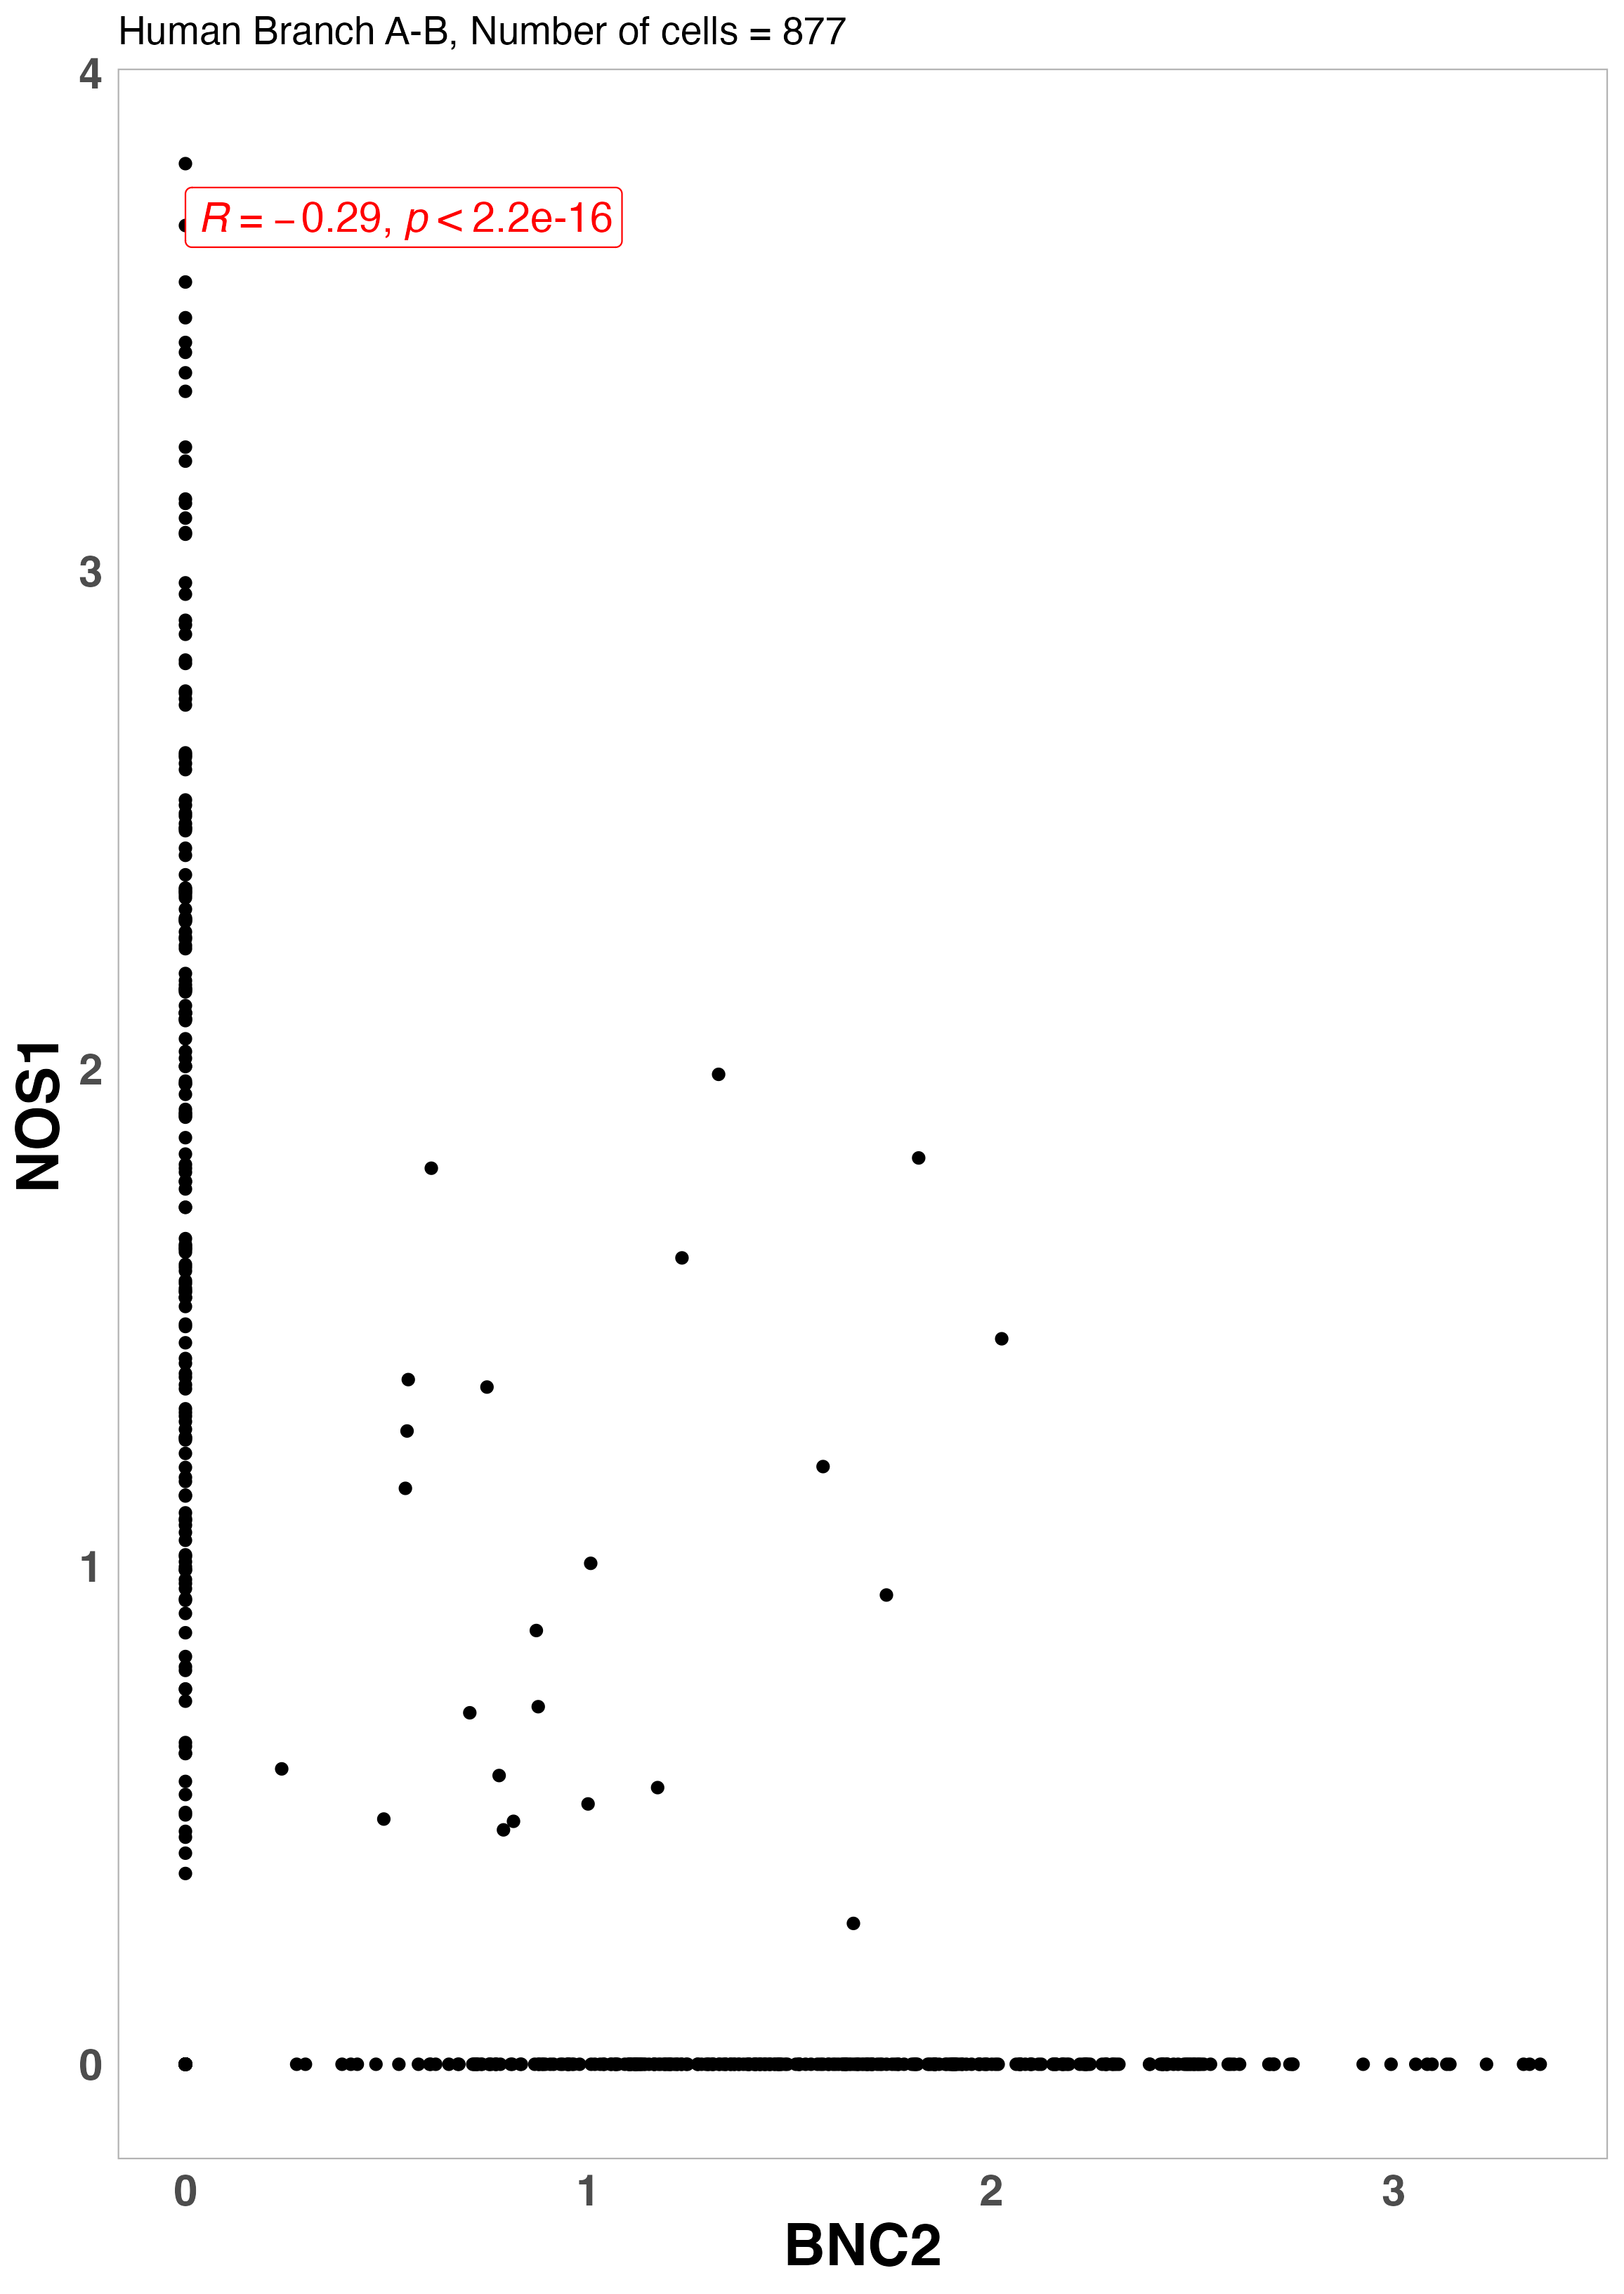 Human Branch A-B, Number of cells = 877
4
R = −0.29, p < 2.2e-16
3
NOS1
2
1
0
0 1 2 3
BNC2